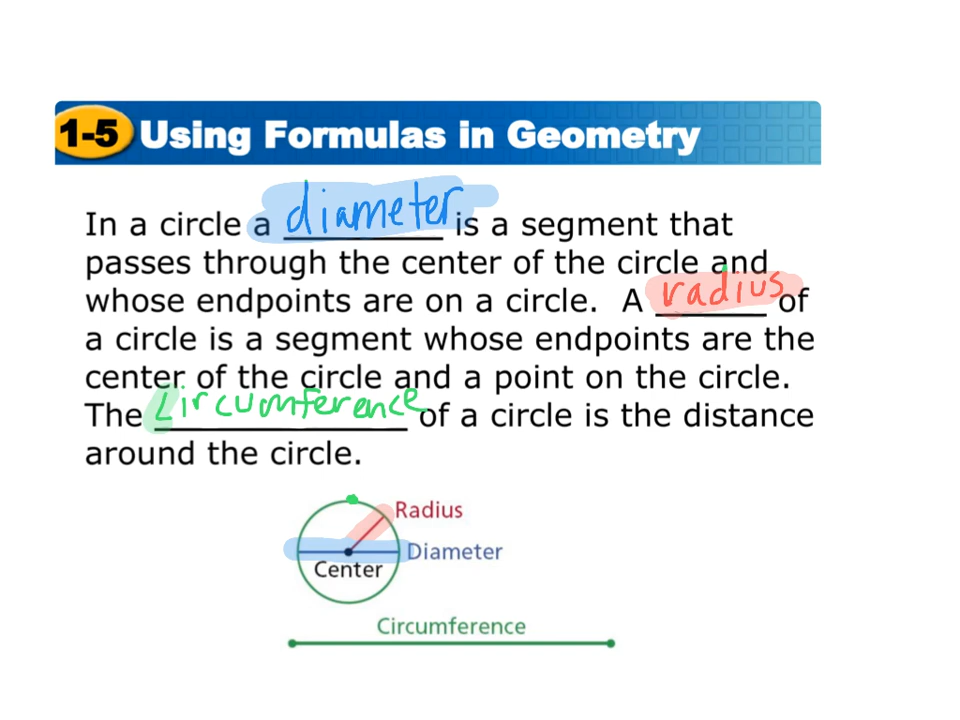 1-5 Using Formulas in Geometry
In a circle a diameter is a segment that
passes through the center of the circle and
whose endpoints are on a circle. A radius of
a circle is a segment whose endpoints are the
center of the circle and a point on the circle.
The Circumference of a circle is the distance
around the circle.
Radius
Diameter
Center
Circumference